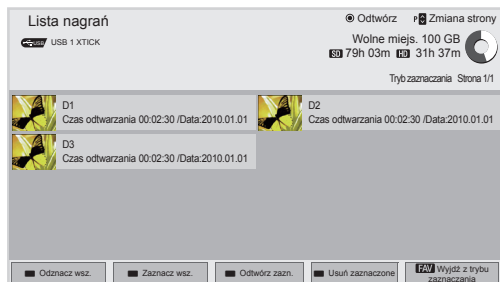 Lista nagrań
Odtwórz P Zmiana strony
USB USB 1 XTICK
Wolne miejs. 100 GB
SD 79h 03m HD 31h 37m
Tryb zaznaczania Strona 1/1
D1
Czas odtwarzania 00:02:30 /Data:2010.01.01
D2
Czas odtwarzania 00:02:30 /Data:2010.01.01
D3
Czas odtwarzania 00:02:30 /Data:2010.01.01
Odznacz wsz.
Zaznacz wsz.
Odtwórz zazn.
Usuń zaznaczone
FAV Wyjdź z trybu
zaznaczania